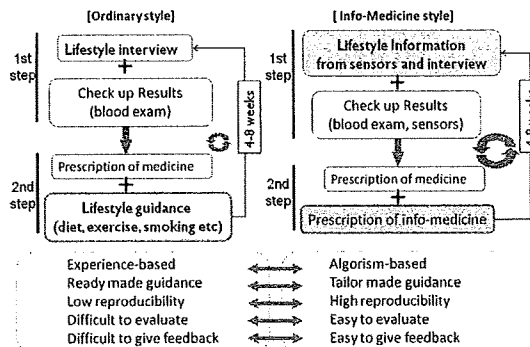 [Ordinary style]
1st
step
Lifestyle interview
+
Check up Results
(blood exam)
2nd
step
Prescription of medicine
+
Lifestyle guidance
(diet, exercise, smoking etc)
4-8 weeks
[Info-Medicine style]
1st
step
Lifestyle Information
from sensors and interview
+
Check up Results
(blood exam, sensors)
2nd
step
Prescription of medicine
+
Prescription of info-medicine
Experience-based
Algorism-based
Ready made guidance
Tailor made guidance
Low reproducibility
High reproducibility
Difficult to evaluate
Easy to evaluate
Difficult to give feedback
Easy to give feedback